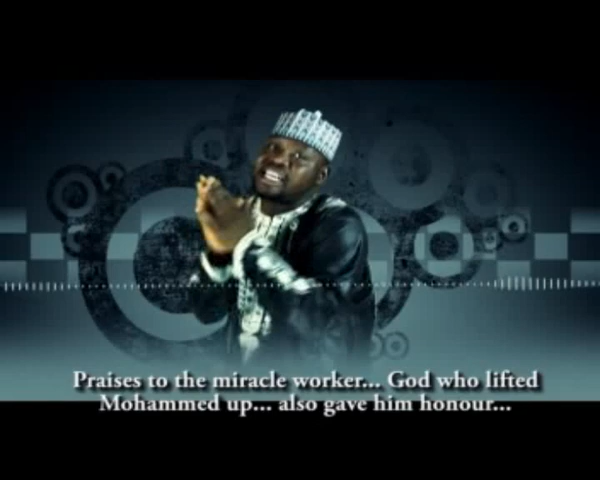 Praises to the miracle worker... God who lifted
Mohammed up... also gave him honour...